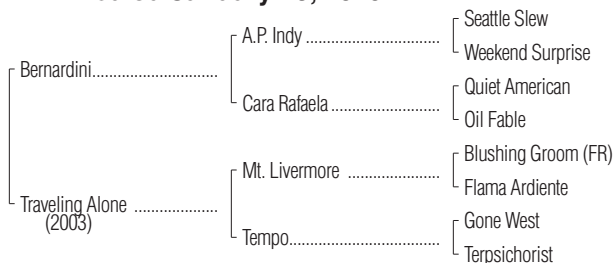 Seattle Slew
A.P. Indy
Weekend Surprise
Bernardini
Quiet American
Cara Rafaela
Oil Fable
Blushing Groom (FR)
Mt. Livermore
Flama Ardiente
Traveling Alone
(2003)
Gone West
Tempo
Terpsichorist